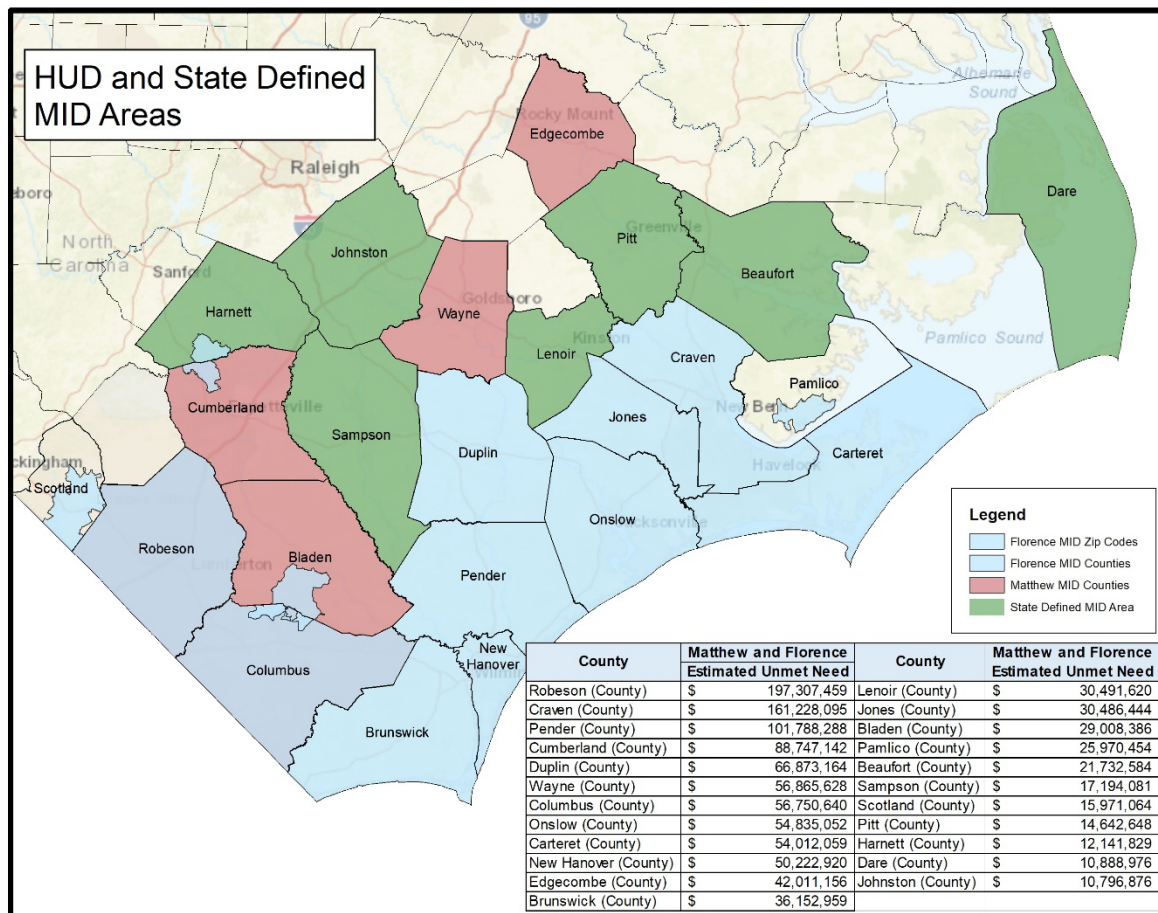 HUD and State Defined
MID Areas
95
Albemarle
Sound
Rocky Mount
Edgecombe
Raleigh
Dare
Greenville
Pitt
North
Carolina
Johnston
Sanford
Beaufort
Goldsboro
Harnett
Wayne
Pamlico Sound
Kinston
Lenoir
Craven
Pamlico
Cumberland
Jones
Sampson
Duplin
Carteret
Havelock
Scotland
Onslow
Robeson
Bladen
Pender
Columbus
New
Hanover
Brunswick
Legend
Florence MID Zip Codes
Florence MID Counties
Matthew MID Counties
State Defined MID Area
County Matthew and Florence Estimated Unmet Need County Matthew and Florence Estimated Unmet Need
Robeson (County) $ 197,307,459 Lenoir (County) $ 30,491,620
Craven (County) $ 161,228,095 Jones (County) $ 30,486,444
Pender (County) $ 101,788,288 Bladen (County) $ 29,008,386
Cumberland (County) $ 88,747,142 Pamlico (County) $ 25,970,454
Duplin (County) $ 66,873,164 Beaufort (County) $ 21,732,584
Wayne (County) $ 56,865,628 Sampson (County) $ 17,194,081
Columbus (County) $ 56,750,640 Scotland (County) $ 15,971,064
Onslow (County) $ 54,835,052 Pitt (County) $ 14,642,648
Carteret (County) $ 54,012,059 Harnett (County) $ 12,141,829
New Hanover (County) $ 50,222,920 Dare (County) $ 10,888,976
Edgecombe (County) $ 42,011,156 Johnston (County) $ 10,796,876
Brunswick (County) $ 36,152,959